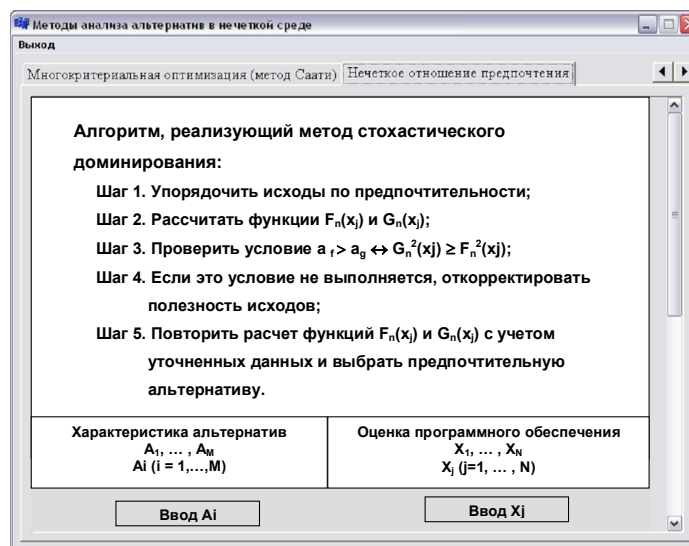 Методы анализа альтернатив в нечеткой среде
Выход
Многокритериальная оптимизация (метод Саати) Нечеткое отношение предпочтения
Алгоритм, реализующий метод стохастического
доминирования:
Шаг 1. Упорядочить исходы по предпочтительности;
Шаг 2. Рассчитать функции Fₙ(xⱼ) и Gₙ(xⱼ);
Шаг 3. Проверить условие a f > a g ↔ Gₙ²(xj) ≥ Fₙ²(xj);
Шаг 4. Если это условие не выполняется, откорректировать
полезность исходов;
Шаг 5. Повторить расчет функций Fₙ(xⱼ) и Gₙ(xⱼ) с учетом
уточненных данных и выбрать предпочтительную
альтернативу.
Характеристика альтернатив
A₁, … , Aᴍ
Ai (i = 1,…,M)
Оценка программного обеспечения
X₁, … , Xɴ
Xⱼ (j=1, … , N)
Ввод Ai
Ввод Xj